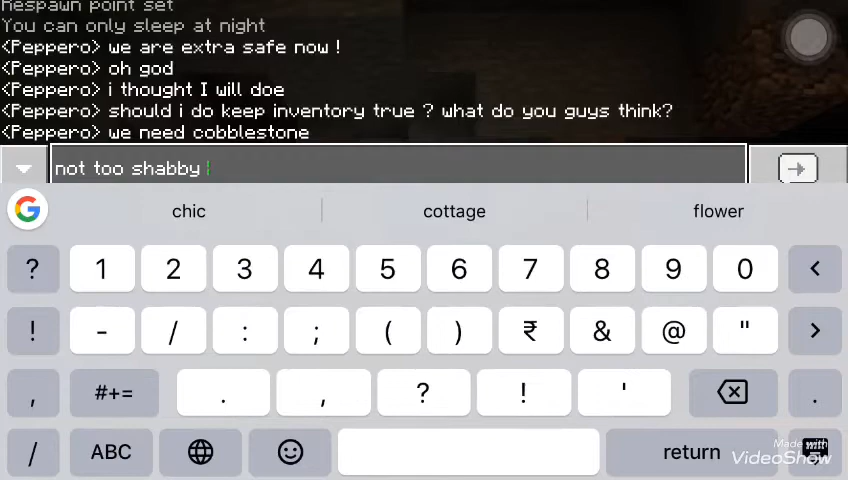 Respawn point set
You can only sleep at night
<Peppero> we are extra safe now !
<Peppero> oh god
<Peppero> i thought I will doe
<Peppero> should i do keep inventory true ? what do you guys think?
<Peppero> we need cobblestone
not too shabby
G chic cottage flower
? 1 2 3 4 5 6 7 8 9 0 <
! - / : ; ( ) ₹ & @ " >
, #+= . , ? ! ' .
/ ABC return
Made with
VideoShow